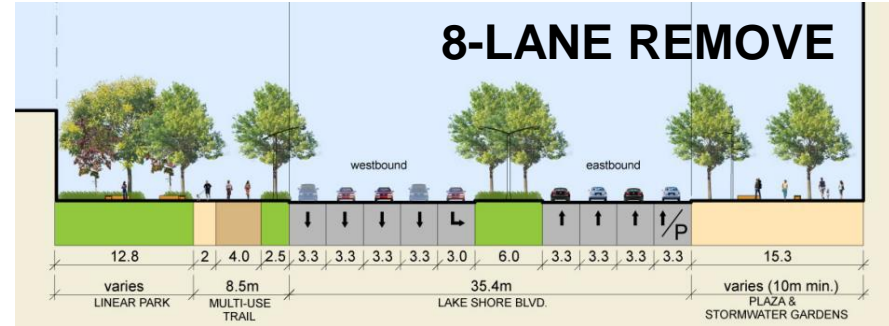 8-LANE REMOVE
westbound
eastbound
P
12.8 2 4.0 2.5 3.3 3.3 3.3 3.3 3.0 6.0 3.3 3.3 3.3 3.3 15.3
varies 8.5m 35.4m varies (10m min.)
LINEAR PARK
MULTI-USE
TRAIL
LAKE SHORE BLVD.
PLAZA &
STORMWATER GARDENS